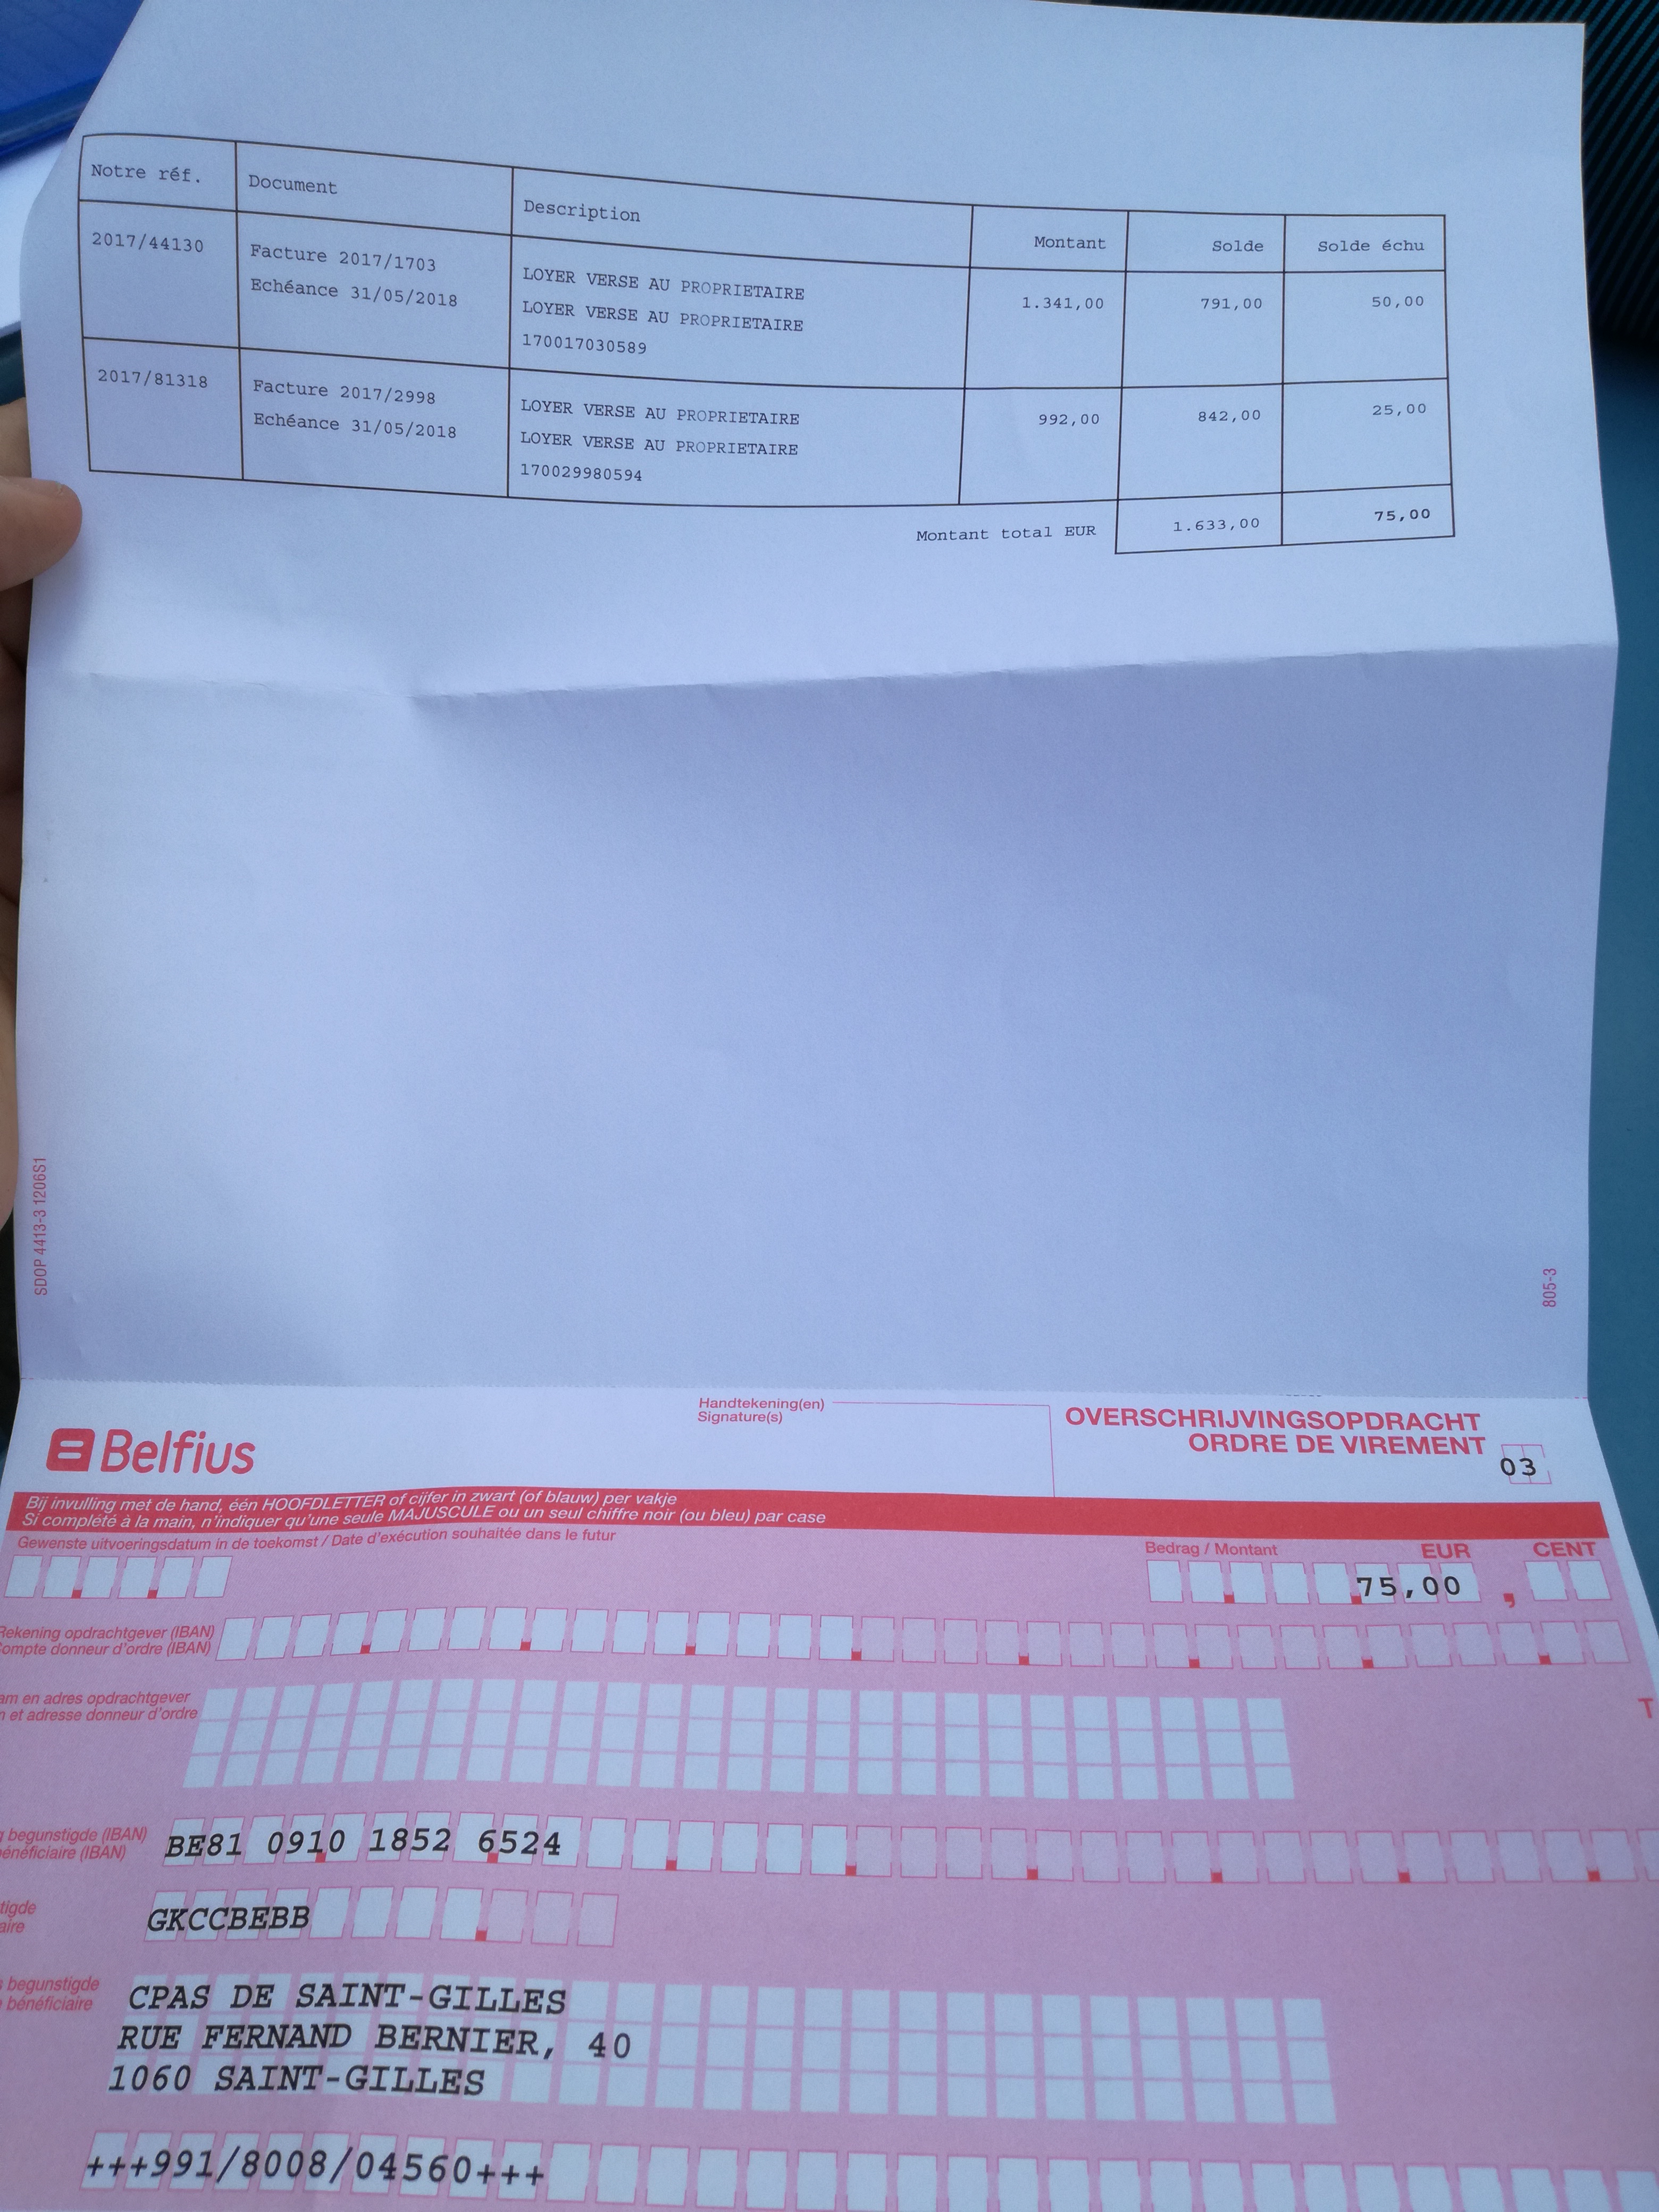 Notre réf. Document Description Montant Solde Solde échu
2017/44130 Facture 2017/1703 LOYER VERSE AU PROPRIETAIRE 1.341,00 791,00 50,00
Echéance 31/05/2018 LOYER VERSE AU PROPRIETAIRE
170017030589
2017/81318 Facture 2017/2998 LOYER VERSE AU PROPRIETAIRE 992,00 842,00 25,00
Echéance 31/05/2018 LOYER VERSE AU PROPRIETAIRE
170029980594
Montant total EUR 1.633,00 75,00
SDOP 4413-3 1206S1
805-3
Belfius
Handtekening(en)
Signature(s)
OVERSCHRIJVINGSOPDRACHT
ORDRE DE VIREMENT
03
Bij invulling met de hand, één HOOFDLETTER of cijfer in zwart (of blauw) per vakje
Si complété à la main, n'indiquer qu'une seule MAJUSCULE ou un seul chiffre noir (ou bleu) par case
Gewenste uitvoeringsdatum in de toekomst / Date d'exécution souhaitée dans le futur
Bedrag / Montant EUR CENT
75,00 ,
Rekening opdrachtgever (IBAN)
ompte donneur d'ordre (IBAN)
am en adres opdrachtgever
et adresse donneur d'ordre
T
begunstigde (IBAN)
énéficiaire (IBAN)
BE81 0910 1852 6524
tigde
aire
GKCCBEBB
begunstigde
bénéficiaire
CPAS DE SAINT-GILLES
RUE FERNAND BERNIER, 40
1060 SAINT-GILLES
+++991/8008/04560+++